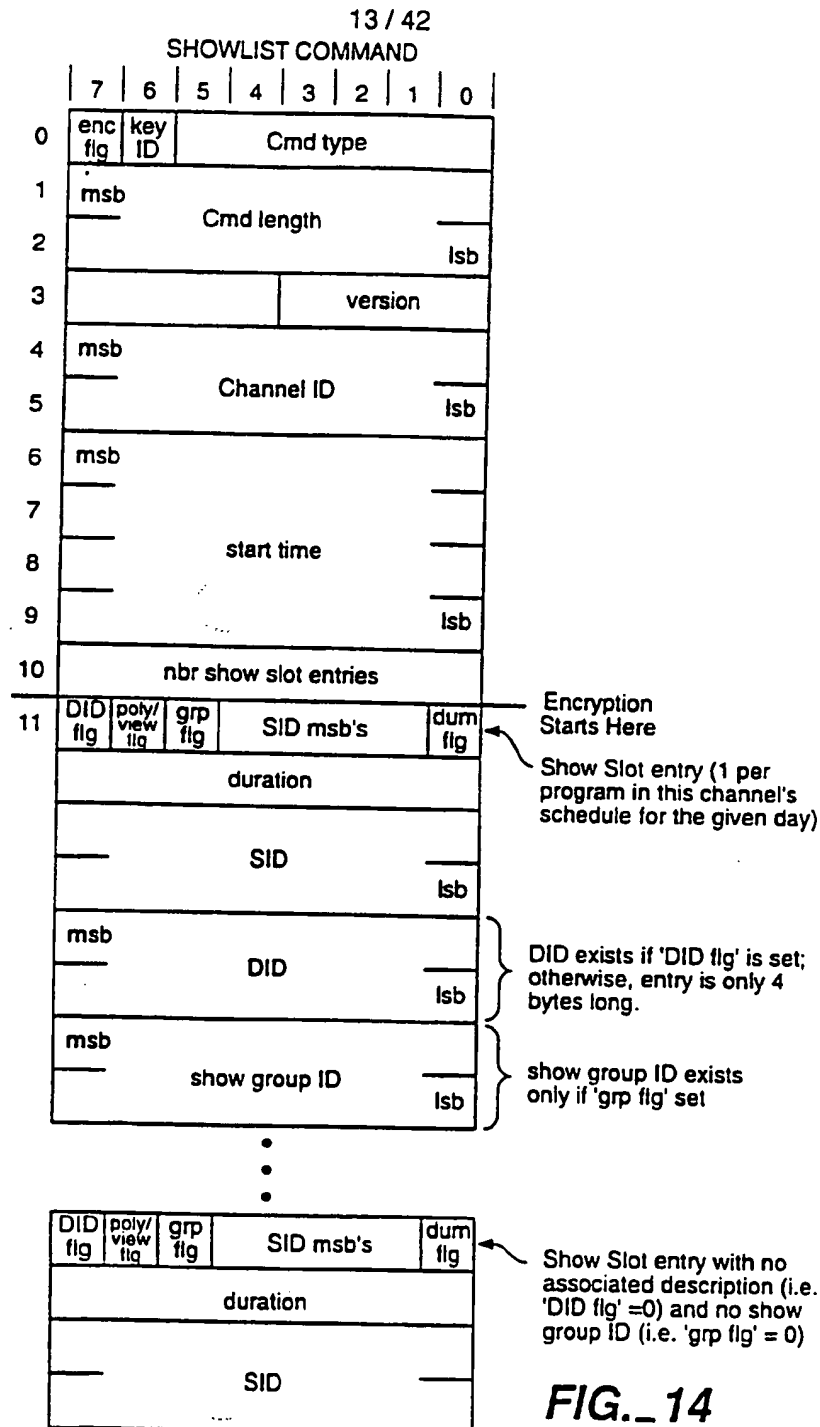 13 / 42
SHOWLIST COMMAND
7 6 5 4 3 2 1 0
0 enc flg key ID Cmd type
1 msb
Cmd length
2 lsb
3 version
4 msb
Channel ID
5 lsb
6 msb
7
start time
8
9 lsb
10 nbr show slot entries
Encryption
Starts Here
11 DID flg poly/ view flg grp flg SID msb's dum flg
Show Slot entry (1 per
program in this channel's
schedule for the given day)
duration
SID
lsb
msb
DID
lsb
DID exists if 'DID flg' is set;
otherwise, entry is only 4
bytes long.
msb
show group ID
lsb
show group ID exists
only if 'grp flg' set
DID flg poly/ view flg grp flg SID msb's dum flg
Show Slot entry with no
associated description (i.e.
'DID flg' =0) and no show
group ID (i.e. 'grp flg' = 0)
duration
SID
FIG._14